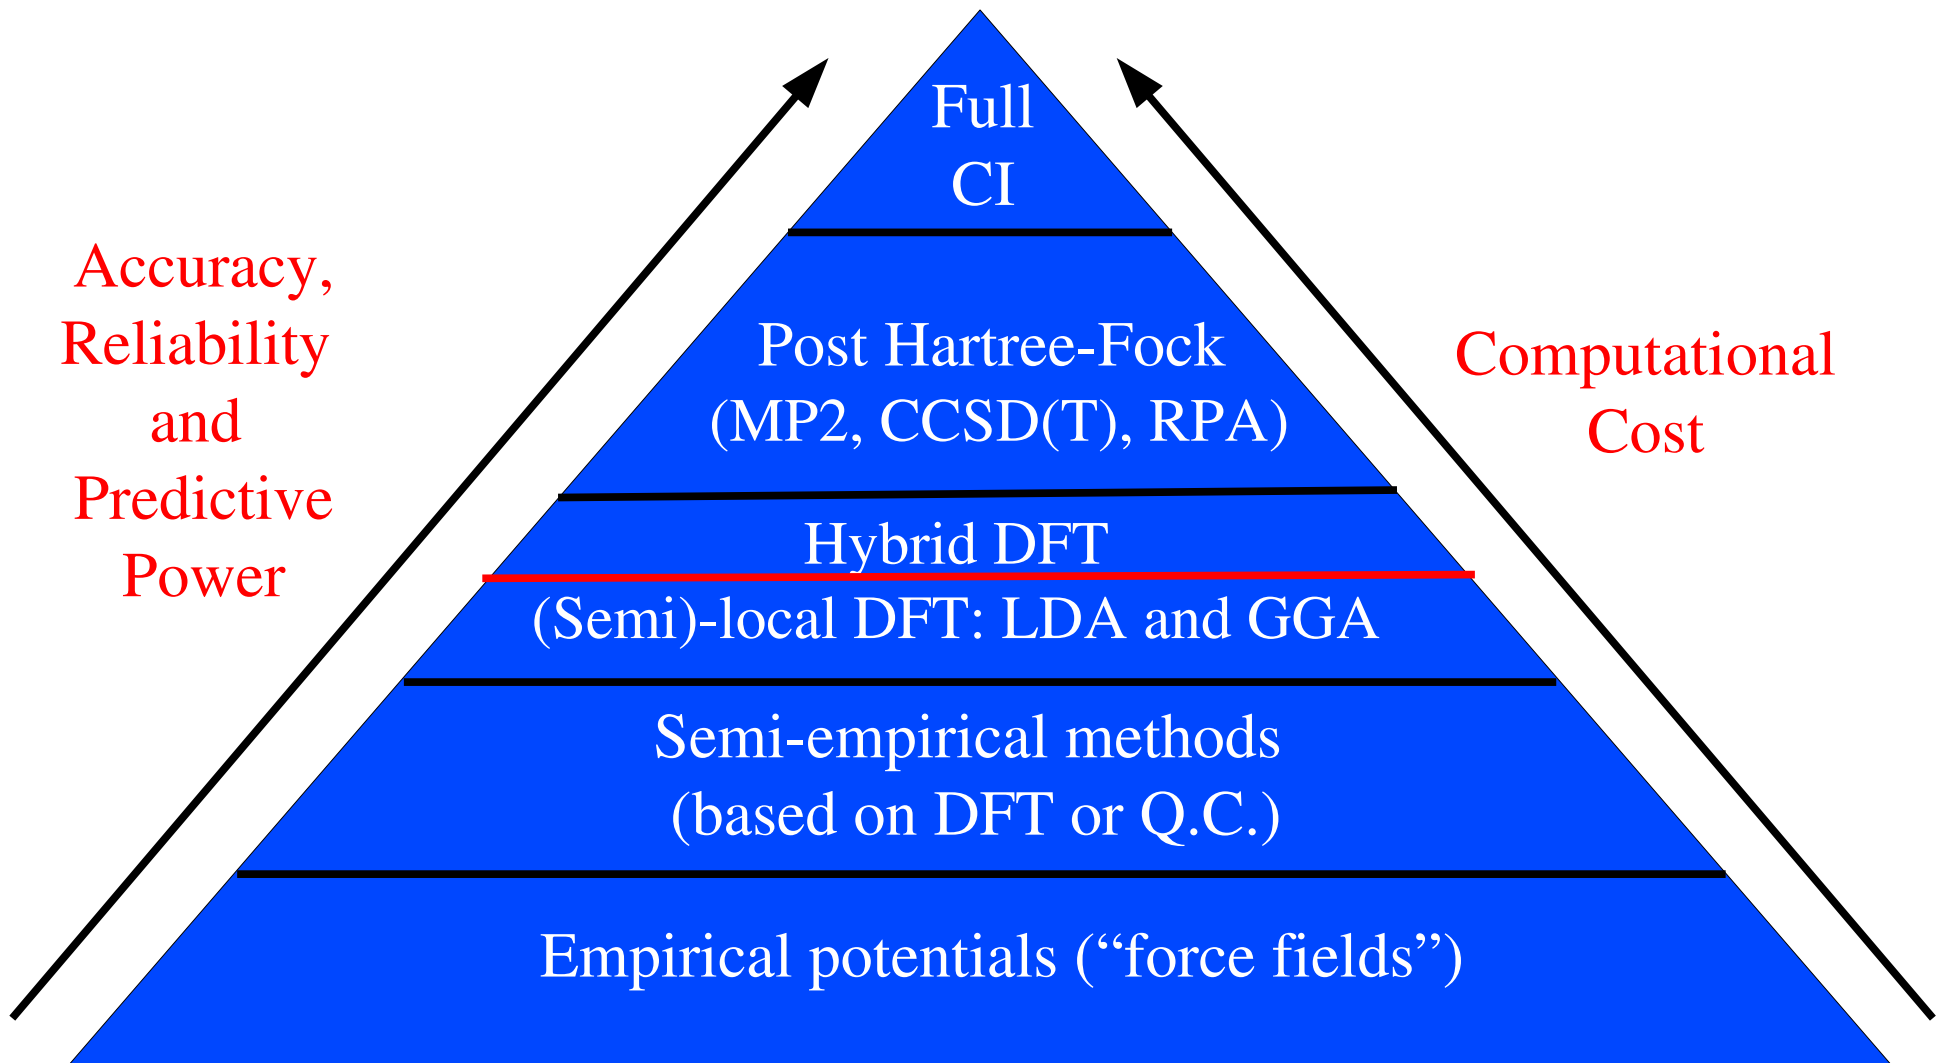 Full
CI
Accuracy,
Reliability
and
Predictive
Power
Post Hartree-Fock
(MP2, CCSD(T), RPA)
Computational
Cost
Hybrid DFT
(Semi)-local DFT: LDA and GGA
Semi-empirical methods
(based on DFT or Q.C.)
Empirical potentials (“force fields”)